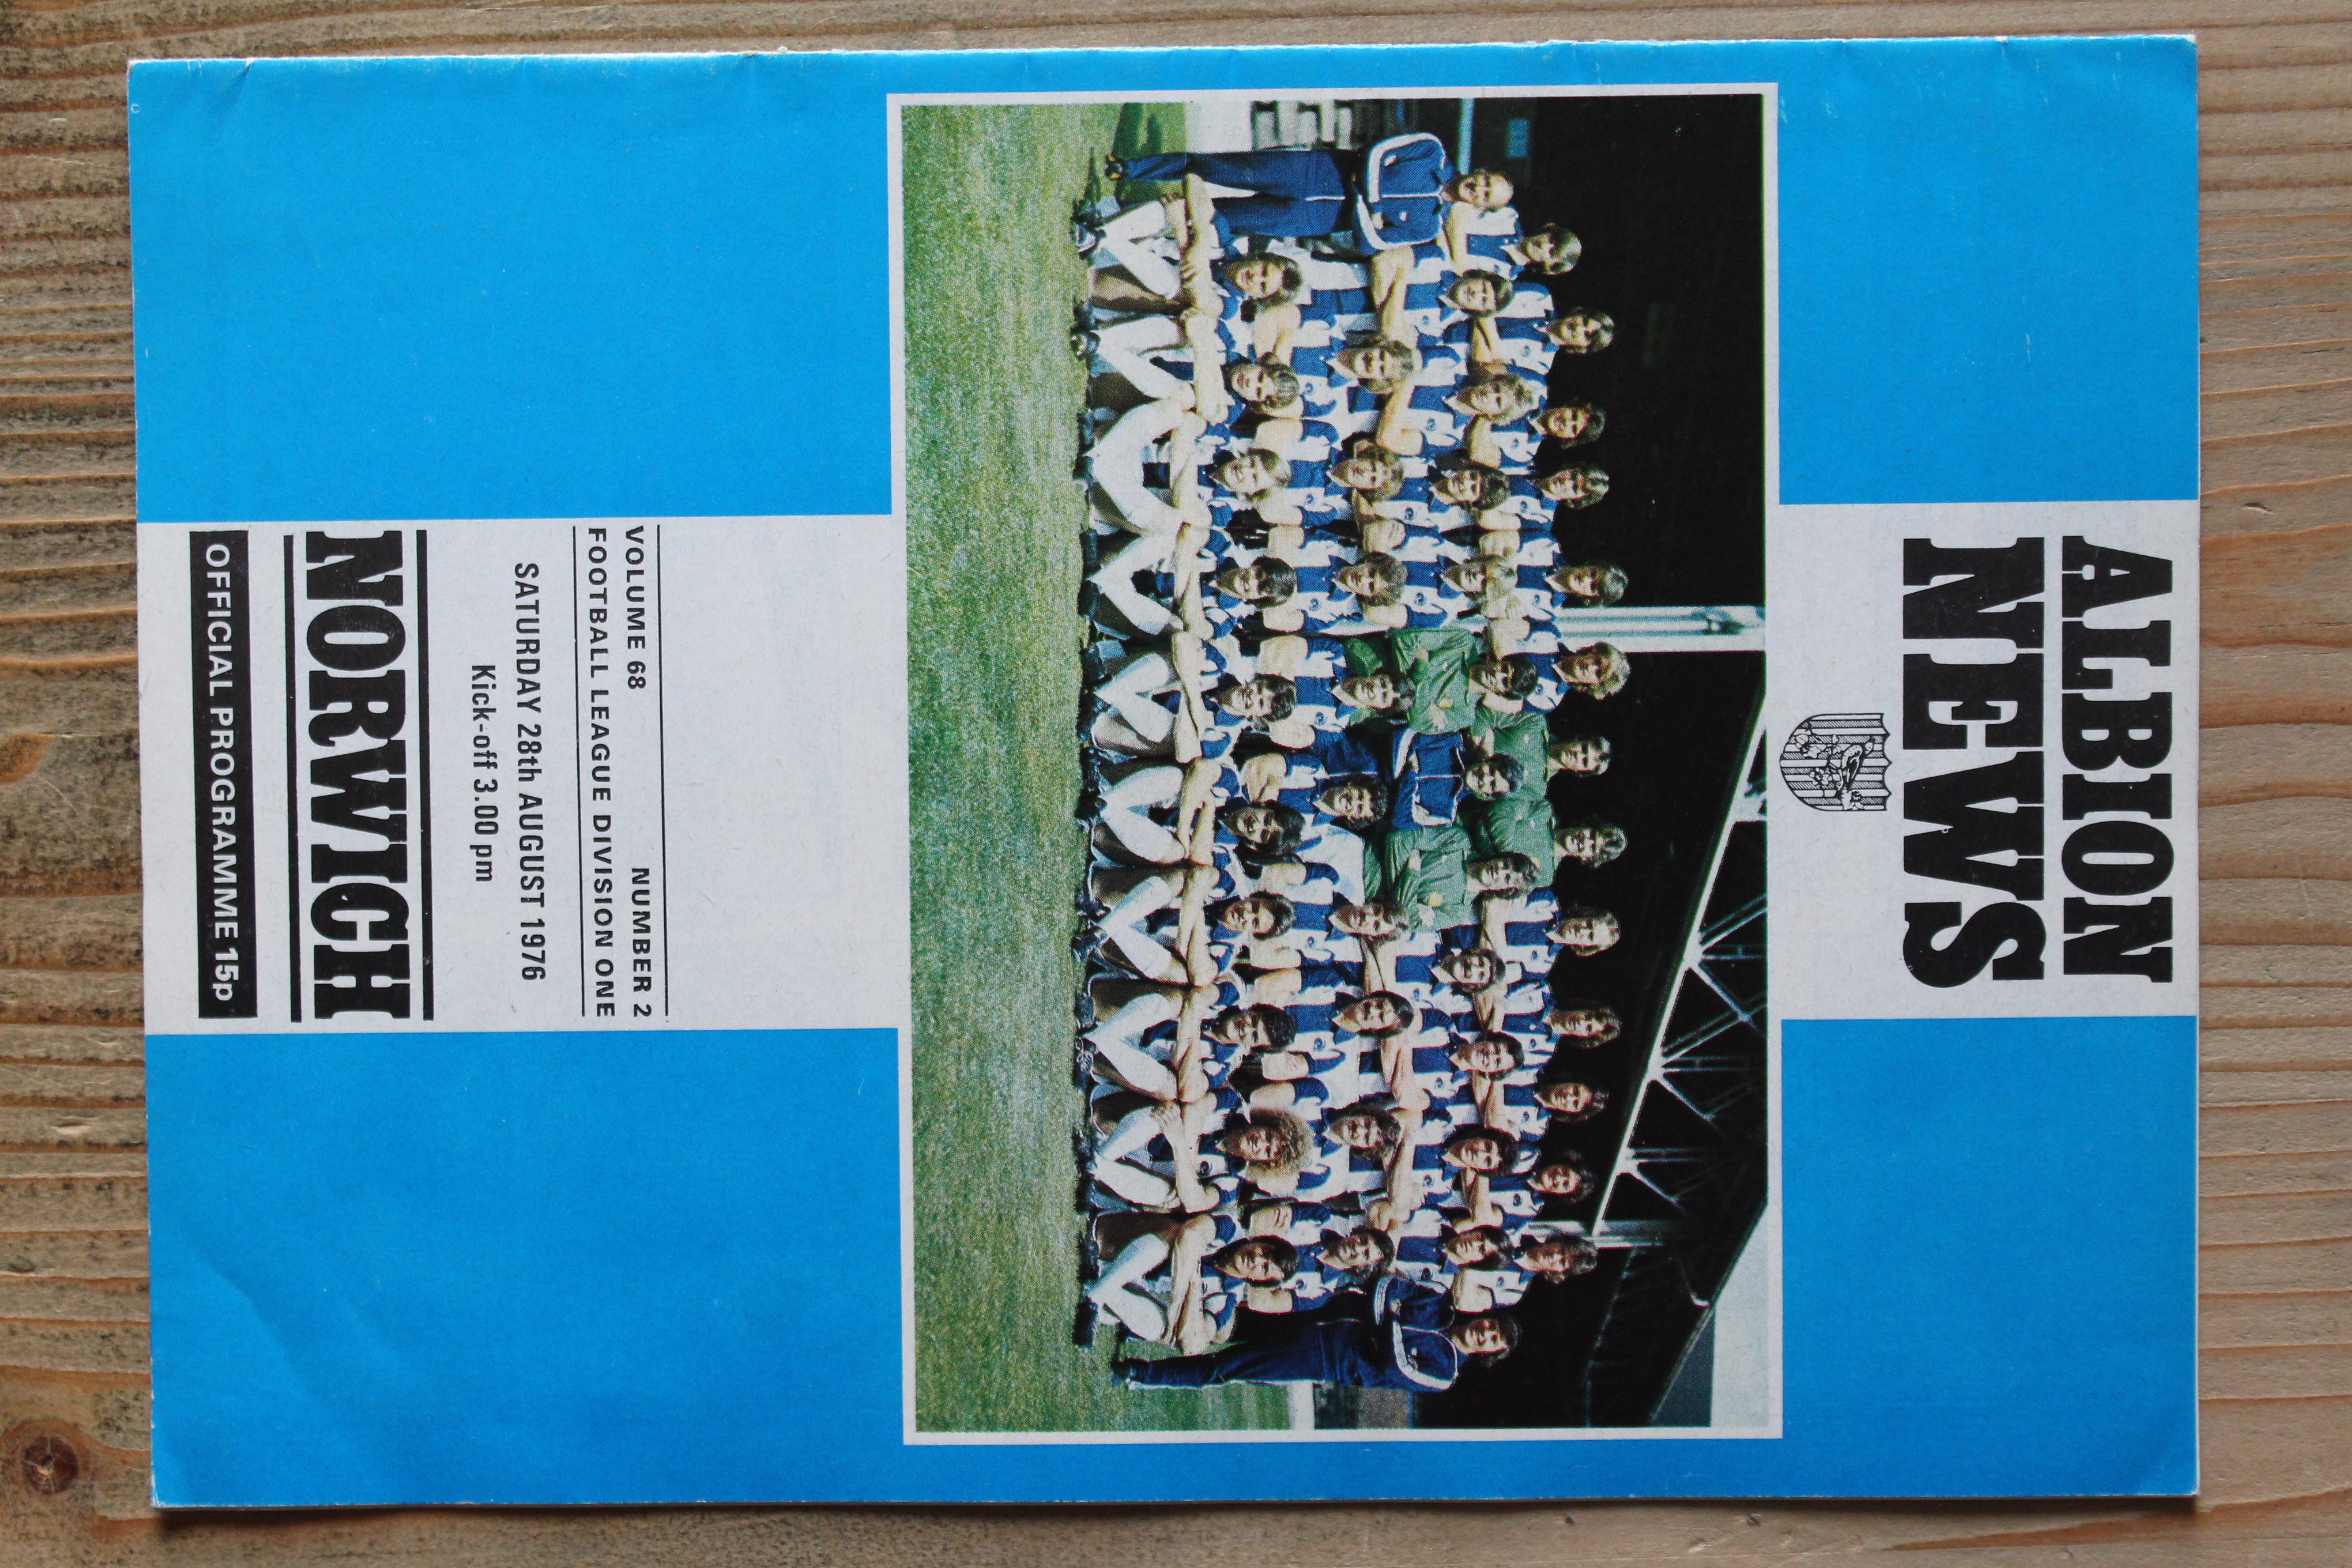 ALBION
NEWS
VOLUME 68 NUMBER 2
FOOTBALL LEAGUE DIVISION ONE
SATURDAY 28th AUGUST 1976
Kick-off 3.00 pm
NORWICH
OFFICIAL PROGRAMME 15p